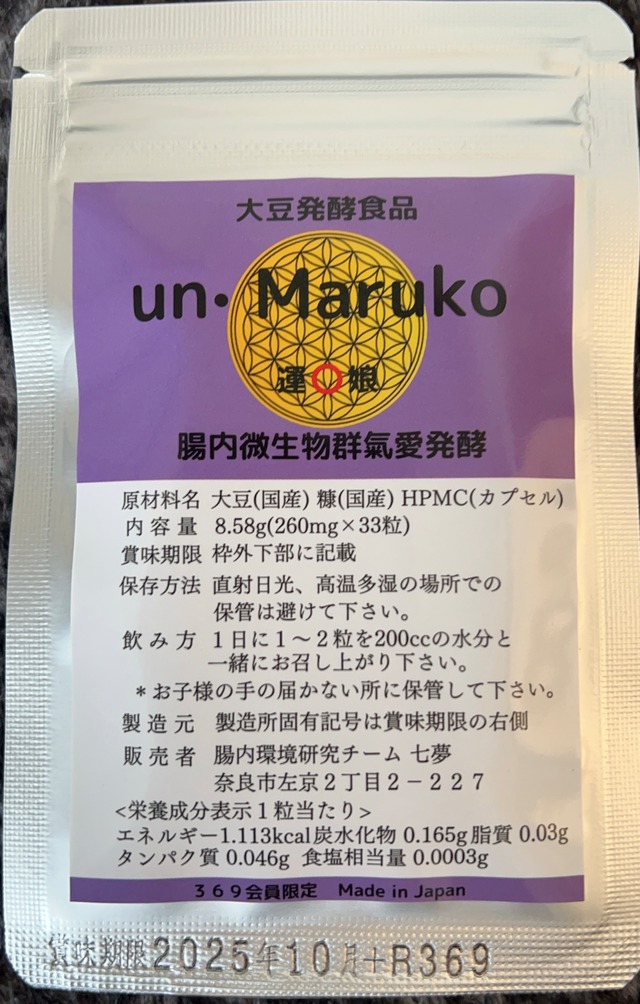 大豆発酵食品
un・Maruko
運〇娘
腸内微生物群氣愛発酵
原材料名 大豆(国産) 糠(国産) HPMC(カプセル)
内容量 8.58g(260mg×33粒)
賞味期限 枠外下部に記載
保存方法 直射日光、高温多湿の場所での
保管は避けて下さい。
飲み方 1日に1～2粒を200ccの水分と
一緒にお召し上がり下さい。
＊お子様の手の届かない所に保管して下さい。
製造元 製造所固有記号は賞味期限の右側
販売者 腸内環境研究チーム 七夢
奈良市左京2丁目2－227
<栄養成分表示1粒当たり>
エネルギー1.113kcal炭水化物 0.165g脂質 0.03g
タンパク質 0.046g 食塩相当量 0.0003g
369会員限定 Made in Japan
賞味期限2025年10月+R369